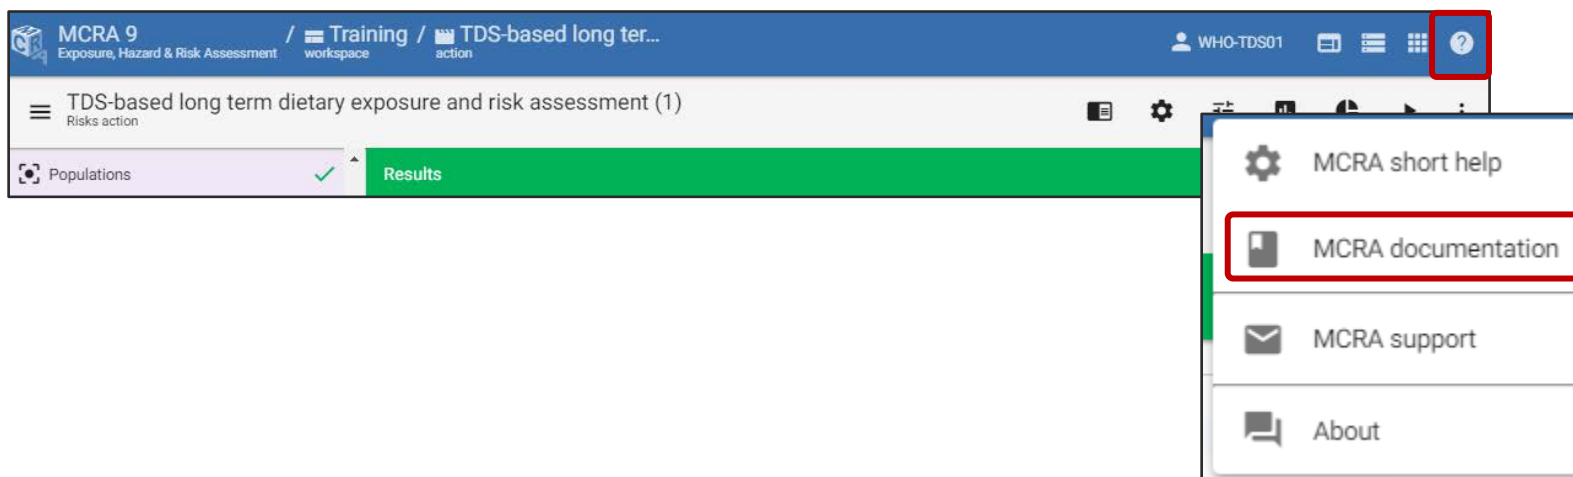 MCRA 9 / Training / TDS-based long ter...
Exposure, Hazard & Risk Assessment workspace action
WHO-TDS01
?
TDS-based long term dietary exposure and risk assessment (1)
Risks action
Populations
Results
MCRA short help
MCRA documentation
MCRA support
About